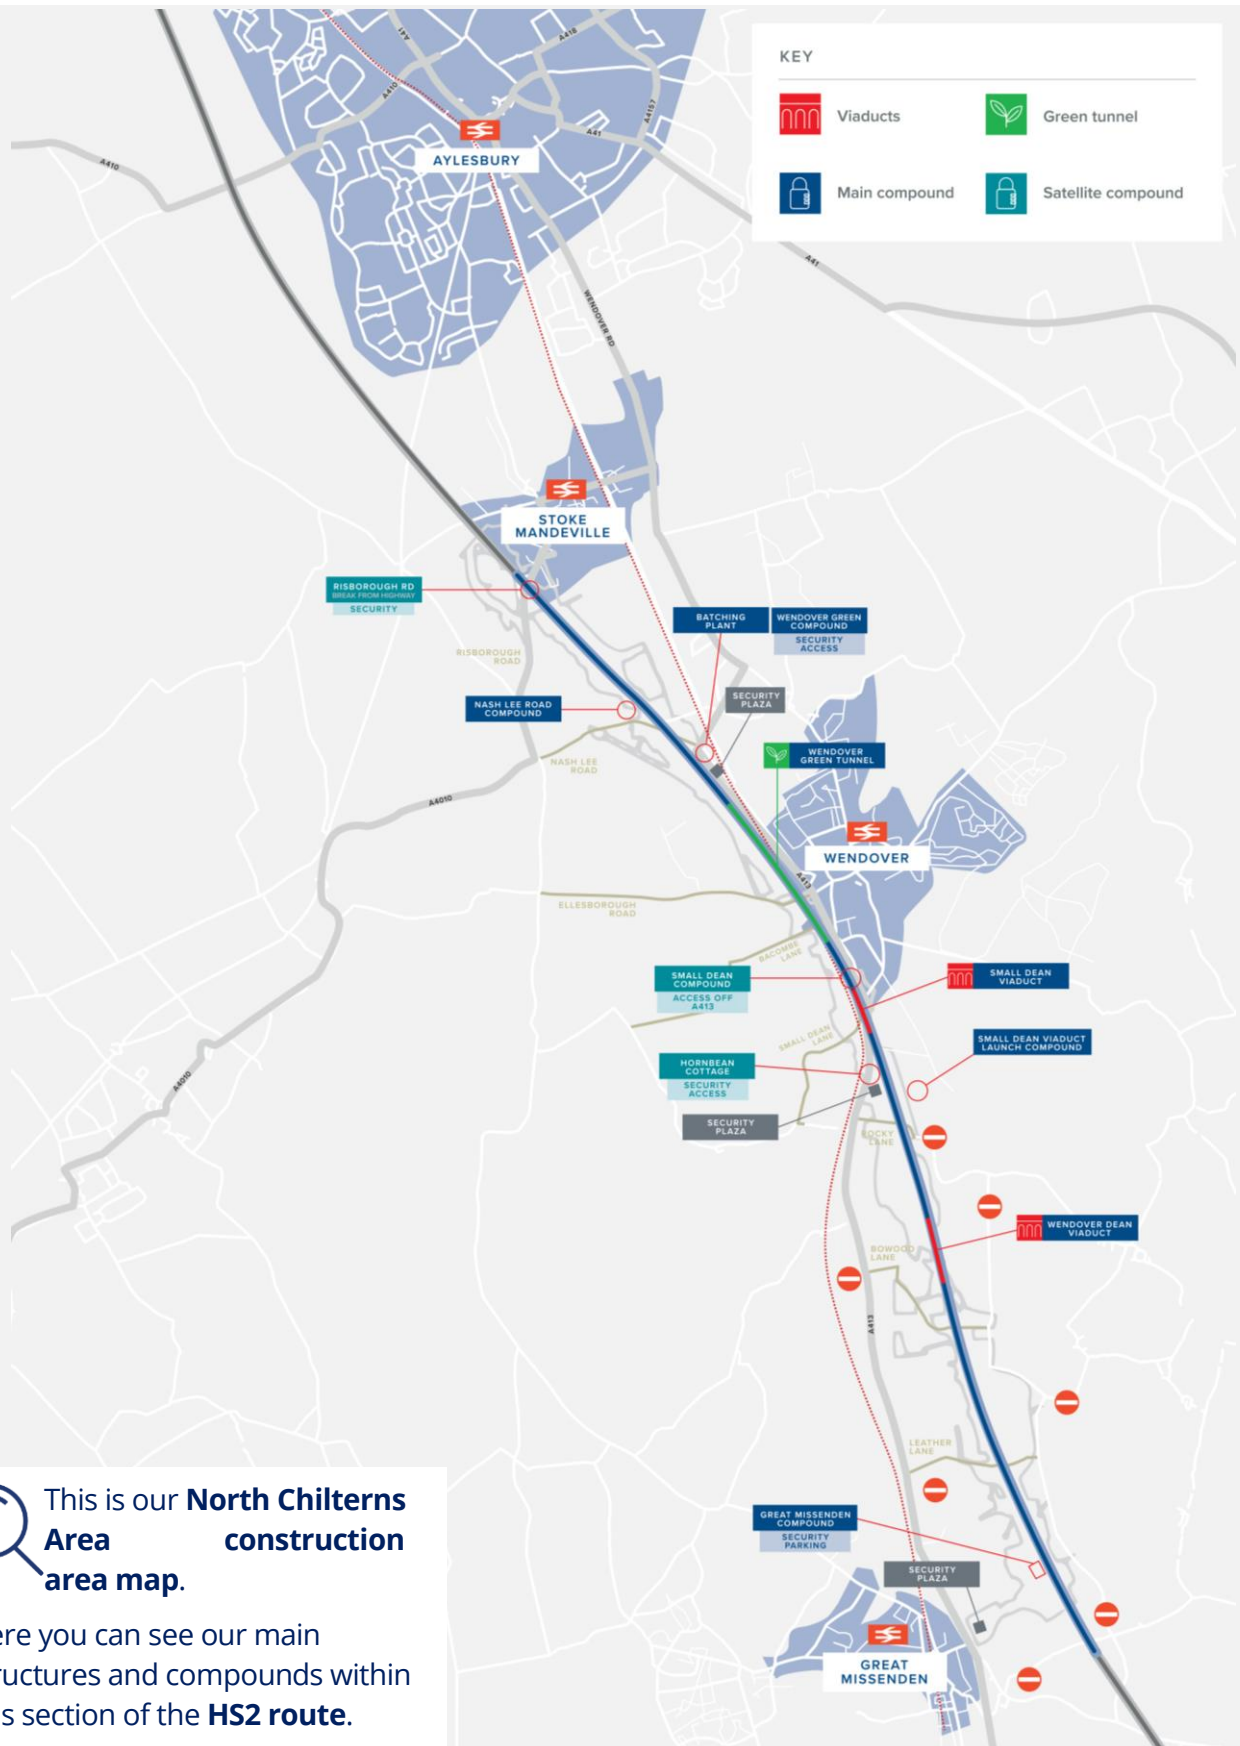 KEY
Viaducts
Green tunnel
Main compound
Satellite compound
A41
A418
A4157
A410
A41
A410
AYLESBURY
A41
WENDOVER RD
STOKE
MANDEVILLE
RISBOROUGH RD
BREAK FROM HIGHWAY
SECURITY
BATCHING
PLANT
WENDOVER GREEN
COMPOUND
SECURITY
ACCESS
RISBOROUGH
ROAD
SECURITY
PLAZA
NASH LEE ROAD
COMPOUND
WENDOVER
GREEN TUNNEL
NASH LEE
ROAD
A4010
WENDOVER
A413
ELLESBOROUGH
ROAD
BACOMBE
LANE
SMALL DEAN
COMPOUND
ACCESS OFF
A413
SMALL DEAN
VIADUCT
SMALL DEAN
LANE
SMALL DEAN VIADUCT
LAUNCH COMPOUND
HORNBEAN
COTTAGE
SECURITY
ACCESS
A4010
SECURITY
PLAZA
ROCKY
LANE
WENDOVER DEAN
VIADUCT
BOWOOD
LANE
A413
LEATHER
LANE
GREAT MISSENDEN
COMPOUND
SECURITY
PARKING
SECURITY
PLAZA
GREAT
MISSENDEN
This is our North Chilterns
Area construction
area map.
ere you can see our main
ructures and compounds within
s section of the HS2 route.